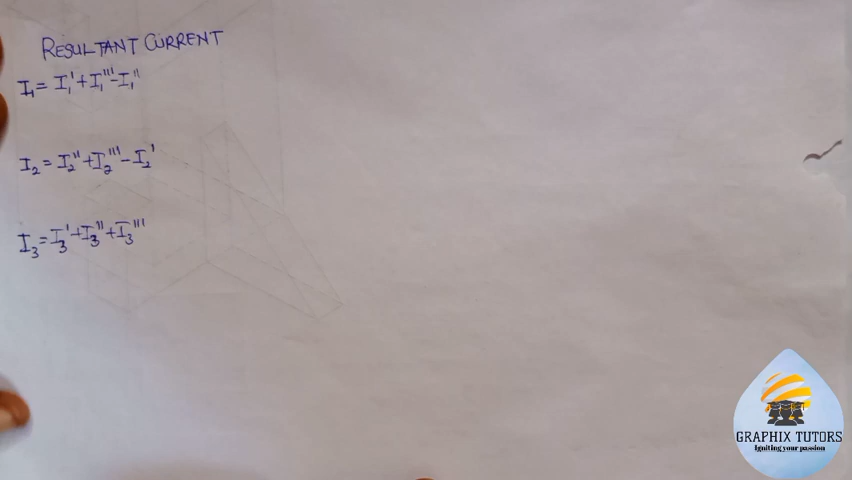 RESULTANT CURRENT
I₁ = I₁' + I₁''' - I₁''
I₂ = I₂'' + I₂''' - I₂'
I₃ = I₃' + I₃'' + I₃'''
GRAPHIX TUTORS
Igniting your passion